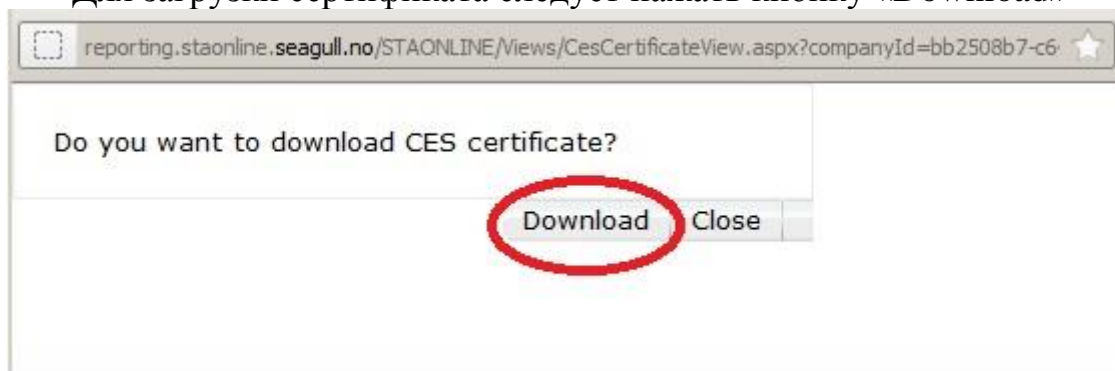 Для загрузки сертификата следует нажать кнопку «Download»
reporting.staonline.seagull.no/STAONLINE/Views/CesCertificateView.aspx?companyId=bb2508b7-c6
Do you want to download CES certificate?
Download Close